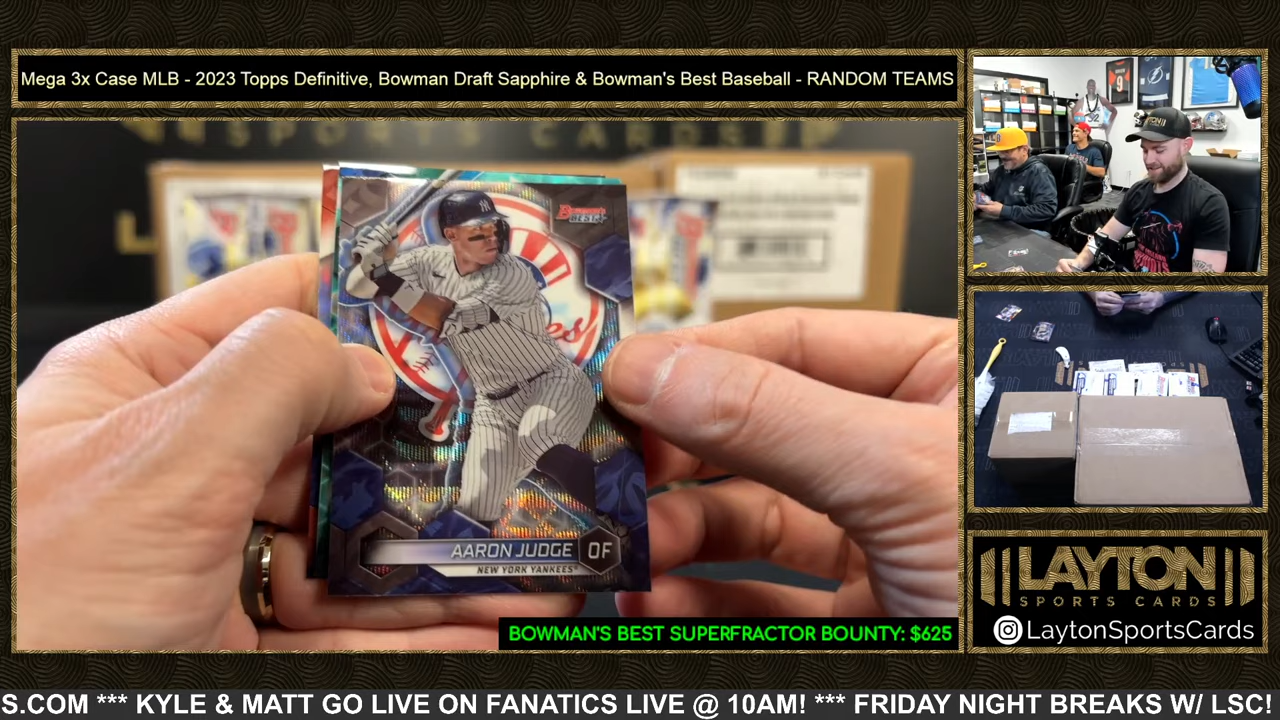 Mega 3x Case MLB - 2023 Topps Definitive, Bowman Draft Sapphire & Bowman's Best Baseball - RANDOM TEAMS
BOWMAN'S BEST
AARON JUDGE OF
NEW YORK YANKEES
BOWMAN'S BEST SUPERFRACTOR BOUNTY: $625
LAYTON
SPORTS CARDS
LaytonSportsCards
S.COM *** KYLE & MATT GO LIVE ON FANATICS LIVE @ 10AM! *** FRIDAY NIGHT BREAKS W/ LSC!